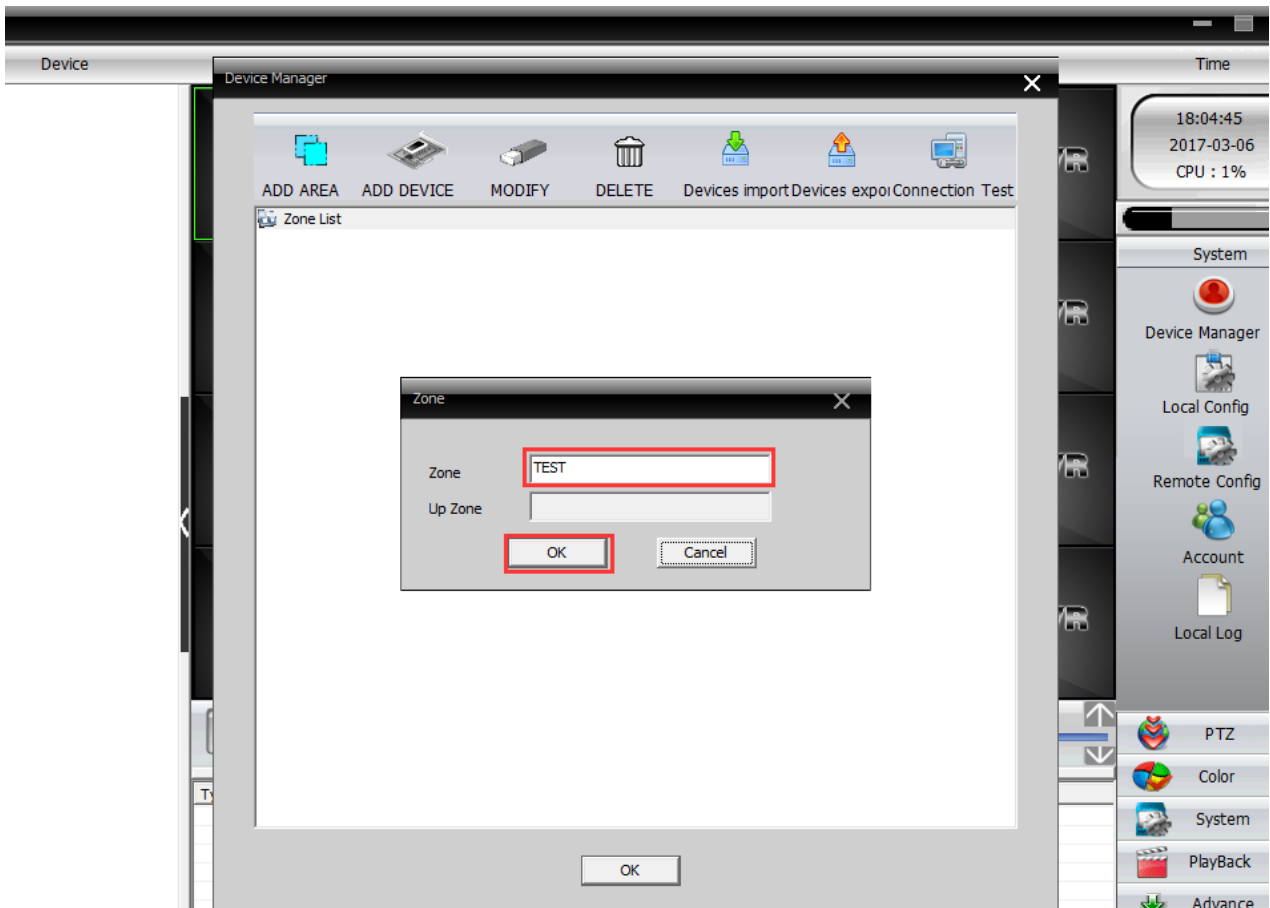 Device
Device Manager
Time
18:04:45
2017-03-06
CPU : 1%
ADD AREA
ADD DEVICE
MODIFY
DELETE
Devices import
Devices expor
Connection Test
Zone List
System
Device Manager
Local Config
Remote Config
Account
Local Log
Zone
Zone
TEST
Up Zone
OK
Cancel
PTZ
Color
System
PlayBack
Advance
OK